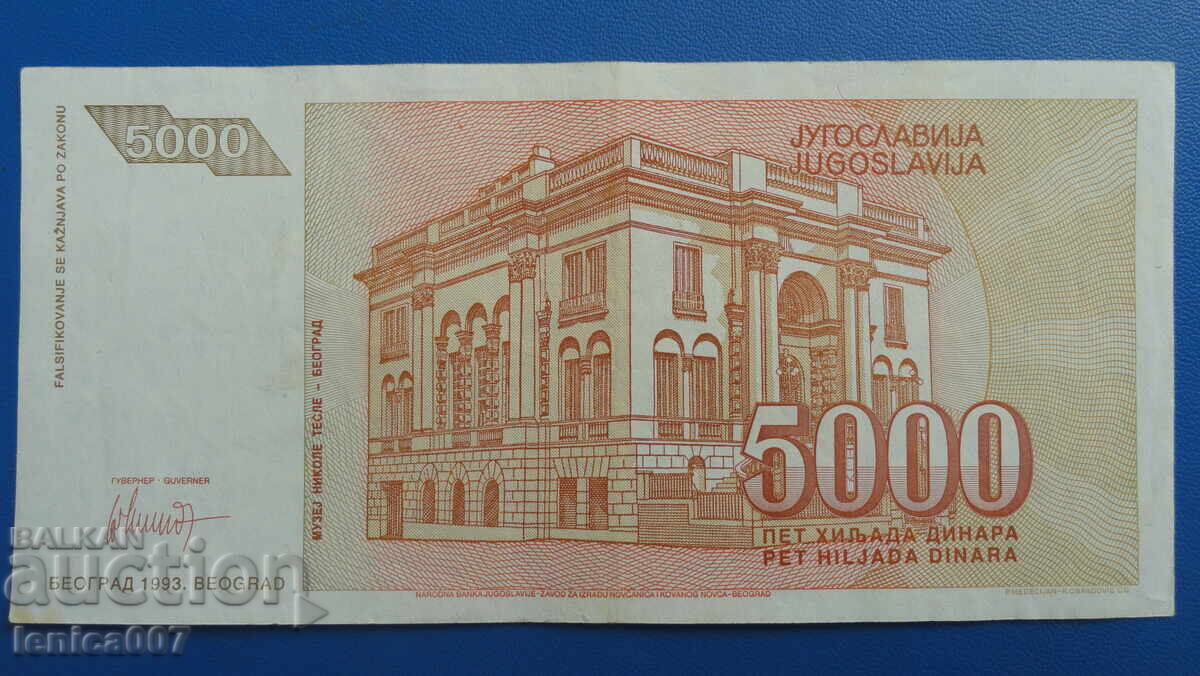 5000
FALSIFIKOVANJE SE KAŽNJAVA PO ZAKONU
ЈУГОСЛАВИЈА
JUGOSLAVIJA
МУЗЕЈ НИКОЛЕ ТЕСЛЕ - БЕОГРАД
5000
ПЕТ ХИЉАДА ДИНАРА
PET HILJADA DINARA
ГУВЕРНЕР · GUVERNER
БЕОГРАД 1993. BEOGRAD
NARODNA BANKA JUGOSLAVIJE-ZAVOD ZA IZRADU NOVČANICA I KOVANOG NOVCA-BEOGRAD
BALKAN
auction
lenica007